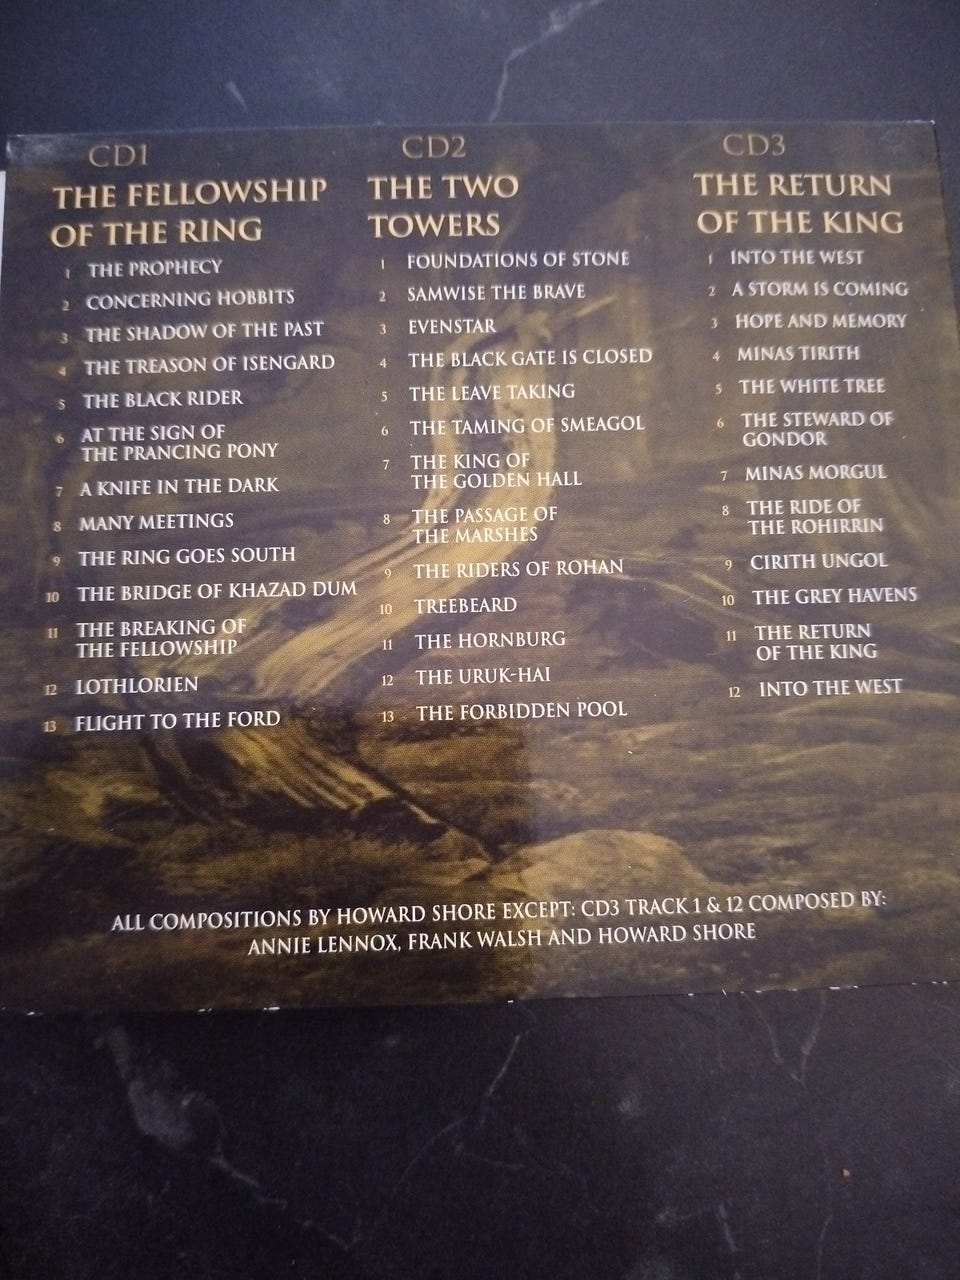 CD1
THE FELLOWSHIP
OF THE RING
1 THE PROPHECY
2 CONCERNING HOBBITS
3 THE SHADOW OF THE PAST
4 THE TREASON OF ISENGARD
5 THE BLACK RIDER
6 AT THE SIGN OF
THE PRANCING PONY
7 A KNIFE IN THE DARK
8 MANY MEETINGS
9 THE RING GOES SOUTH
10 THE BRIDGE OF KHAZAD DUM
11 THE BREAKING OF
THE FELLOWSHIP
12 LOTHLORIEN
13 FLIGHT TO THE FORD
CD2
THE TWO
TOWERS
1 FOUNDATIONS OF STONE
2 SAMWISE THE BRAVE
3 EVENSTAR
4 THE BLACK GATE IS CLOSED
5 THE LEAVE TAKING
6 THE TAMING OF SMEAGOL
7 THE KING OF
THE GOLDEN HALL
8 THE PASSAGE OF
THE MARSHES
9 THE RIDERS OF ROHAN
10 TREEBEARD
11 THE HORNBURG
12 THE URUK-HAI
13 THE FORBIDDEN POOL
CD3
THE RETURN
OF THE KING
1 INTO THE WEST
2 A STORM IS COMING
3 HOPE AND MEMORY
4 MINAS TIRITH
5 THE WHITE TREE
6 THE STEWARD OF
GONDOR
7 MINAS MORGUL
8 THE RIDE OF
THE ROHIRRIN
9 CIRITH UNGOL
10 THE GREY HAVENS
11 THE RETURN
OF THE KING
12 INTO THE WEST
ALL COMPOSITIONS BY HOWARD SHORE EXCEPT: CD3 TRACK 1 & 12 COMPOSED BY:
ANNIE LENNOX, FRANK WALSH AND HOWARD SHORE